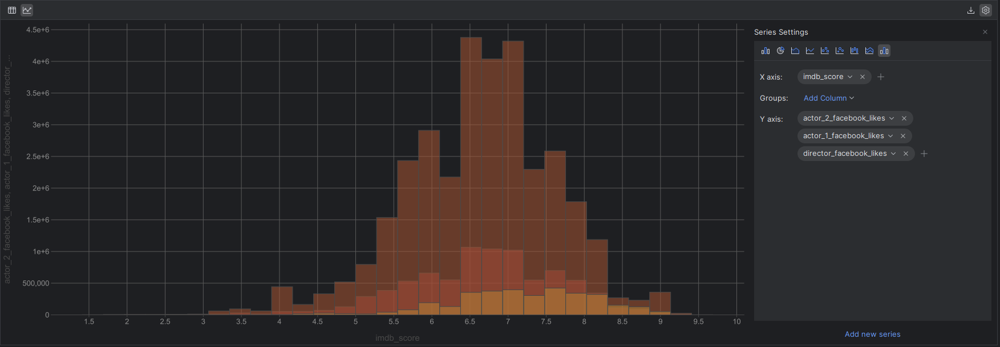 Series Settings
X axis:
imdb_score
Groups:
Add Column
Y axis:
actor_2_facebook_likes
actor_1_facebook_likes
director_facebook_likes
Add new series
4.5e+6
4e+6
3.5e+6
3e+6
2.5e+6
2e+6
1.5e+6
1e+6
500,000
0
actor_2_facebook_likes, actor_1_facebook_likes, director_...
1.5 2 2.5 3 3.5 4 4.5 5 5.5 6 6.5 7 7.5 8 8.5 9 9.5 10
imdb_score